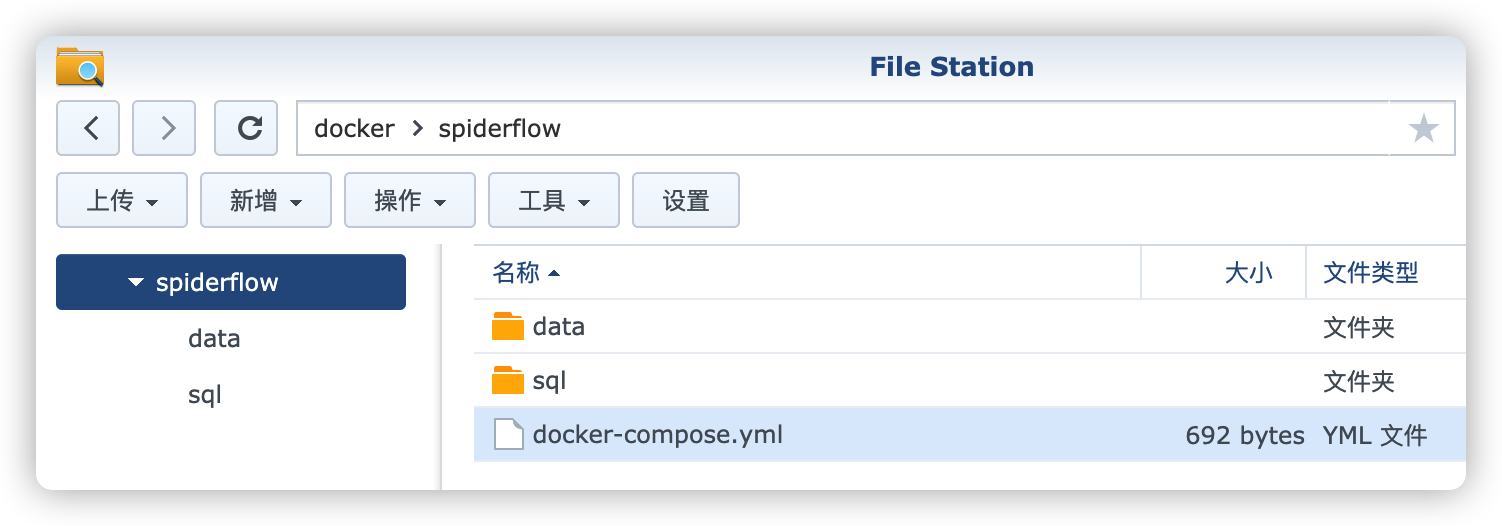 File Station
docker > spiderflow
上传 新增 操作 工具 设置
spiderflow
data
sql
名称 大小 文件类型
data 文件夹
sql 文件夹
docker-compose.yml 692 bytes YML 文件